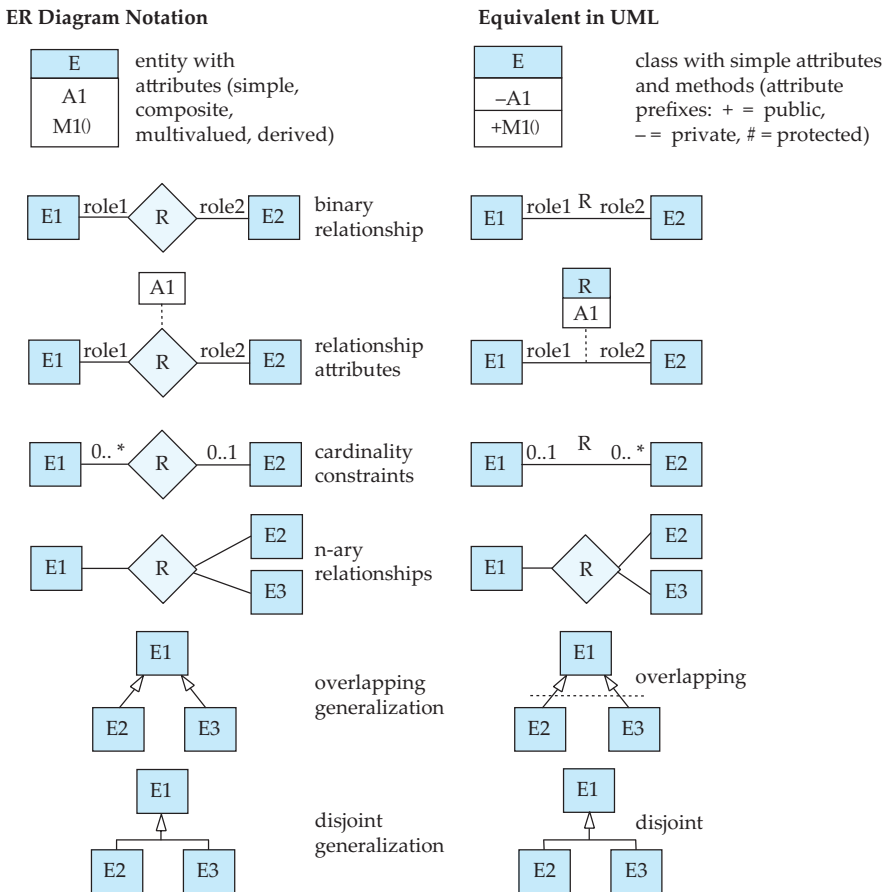 ER Diagram Notation
Equivalent in UML
E
A1
M1()
entity with
attributes (simple,
composite,
multivalued, derived)
E
–A1
+M1()
class with simple attributes
and methods (attribute
prefixes: + = public,
– = private, # = protected)
E1 role1 R role2 E2
binary
relationship
E1 role1 R role2 E2
A1
E1 role1 R role2 E2
relationship
attributes
R
A1
E1 role1 role2 E2
E1 0.. * R 0..1 E2
cardinality
constraints
E1 0..1 R 0.. * E2
E1 R E2
E3
n-ary
relationships
E1 R E2
E3
E1
E2 E3
overlapping
generalization
E1
overlapping
E2 E3
E1
E2 E3
disjoint
generalization
E1
disjoint
E2 E3